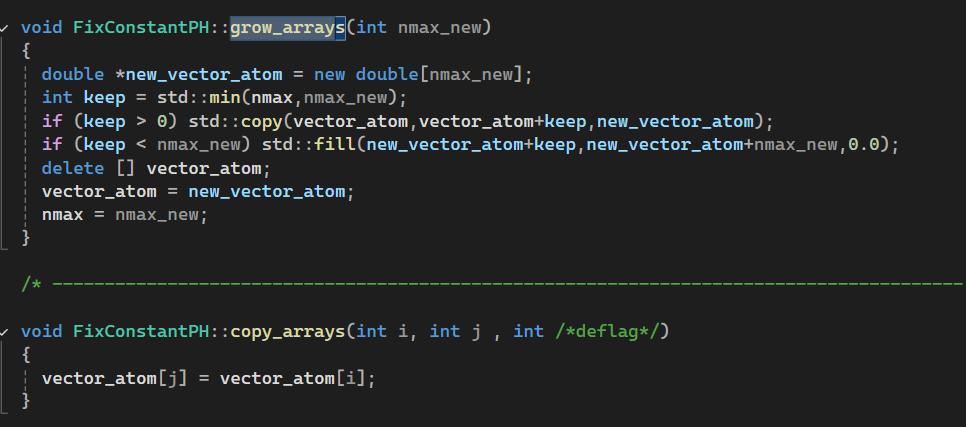 void FixConstantPH::grow_arrays(int nmax_new)
{
  double *new_vector_atom = new double[nmax_new];
  int keep = std::min(nmax,nmax_new);
  if (keep > 0) std::copy(vector_atom,vector_atom+keep,new_vector_atom);
  if (keep < nmax_new) std::fill(new_vector_atom+keep,new_vector_atom+nmax_new,0.0);
  delete [] vector_atom;
  vector_atom = new_vector_atom;
  nmax = nmax_new;
}
/* ---------------------------------------------------------------------------------------
void FixConstantPH::copy_arrays(int i, int j , int /*deflag*/)
{
  vector_atom[j] = vector_atom[i];
}